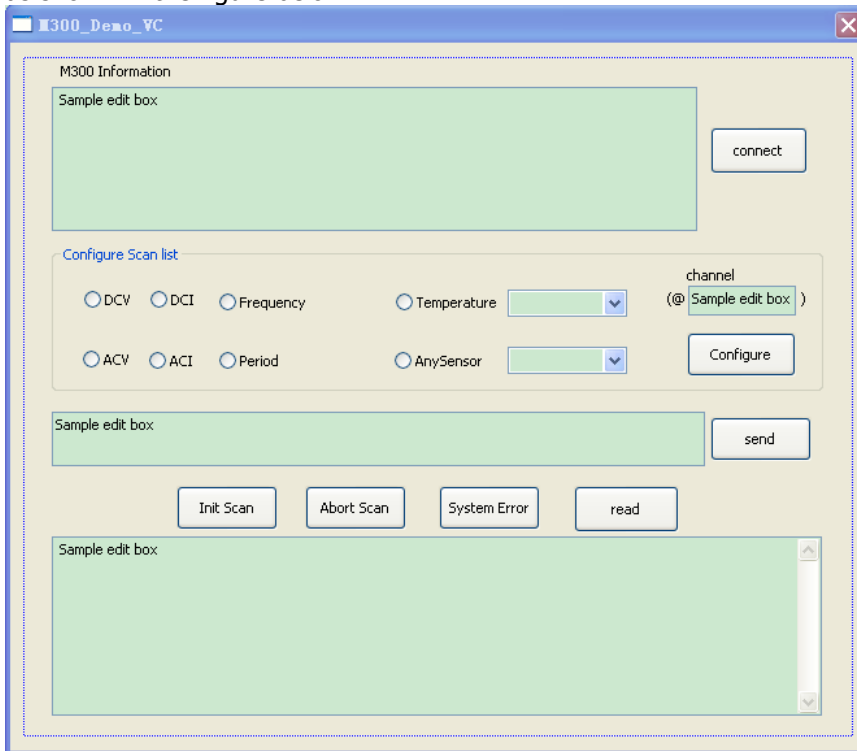 M300_Demo_VC
M300 Information
Sample edit box
connect
Configure Scan list
channel
DCV DCI Frequency Temperature (@ Sample edit box )
ACV ACI Period AnySensor Configure
Sample edit box
send
Init Scan Abort Scan System Error read
Sample edit box